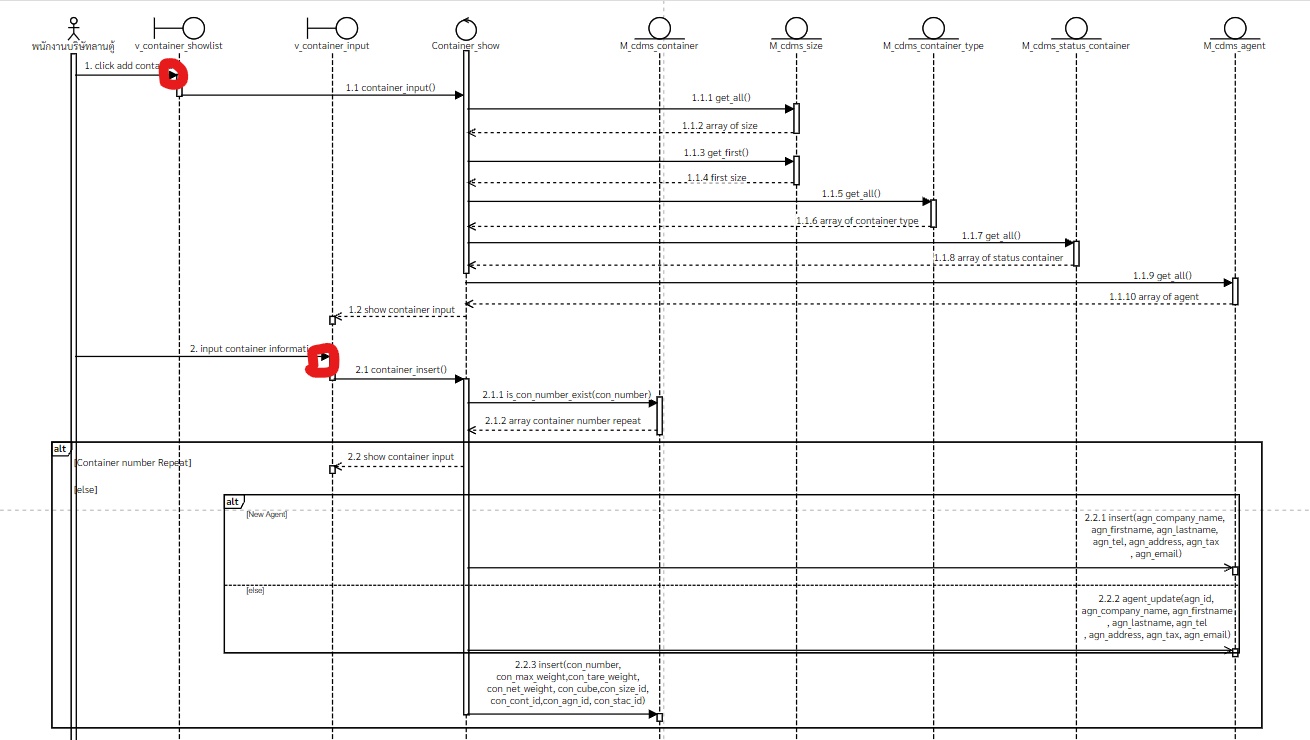 พนักงานบริษัทลานตู้
v_container_showlist
v_container_input
Container_show
M_cdms_container
M_cdms_size
M_cdms_container_type
M_cdms_status_container
M_cdms_agent
1. click add conta
1.1 container_input()
1.1.1 get_all()
1.1.2 array of size
1.1.3 get_first()
1.1.4 first size
1.1.5 get_all()
1.1.6 array of container type
1.1.7 get_all()
1.1.8 array of status container
1.1.9 get_all()
1.1.10 array of agent
1.2 show container input
2. input container informati
2.1 container_insert()
2.1.1 is_con_number_exist(con_number)
2.1.2 array container number repeat
alt
[Container number Repeat]
2.2 show container input
[else]
alt
[New Agent]
2.2.1 insert(agn_company_name,
agn_firstname, agn_lastname,
agn_tel, agn_address, agn_tax
, agn_email)
[else]
2.2.2 agent_update(agn_id,
agn_company_name, agn_firstname
, agn_lastname, agn_tel
, agn_address, agn_tax, agn_email)
2.2.3 insert(con_number,
con_max_weight,con_tare_weight,
con_net_weight, con_cube,con_size_id,
con_cont_id,con_agn_id, con_stac_id)